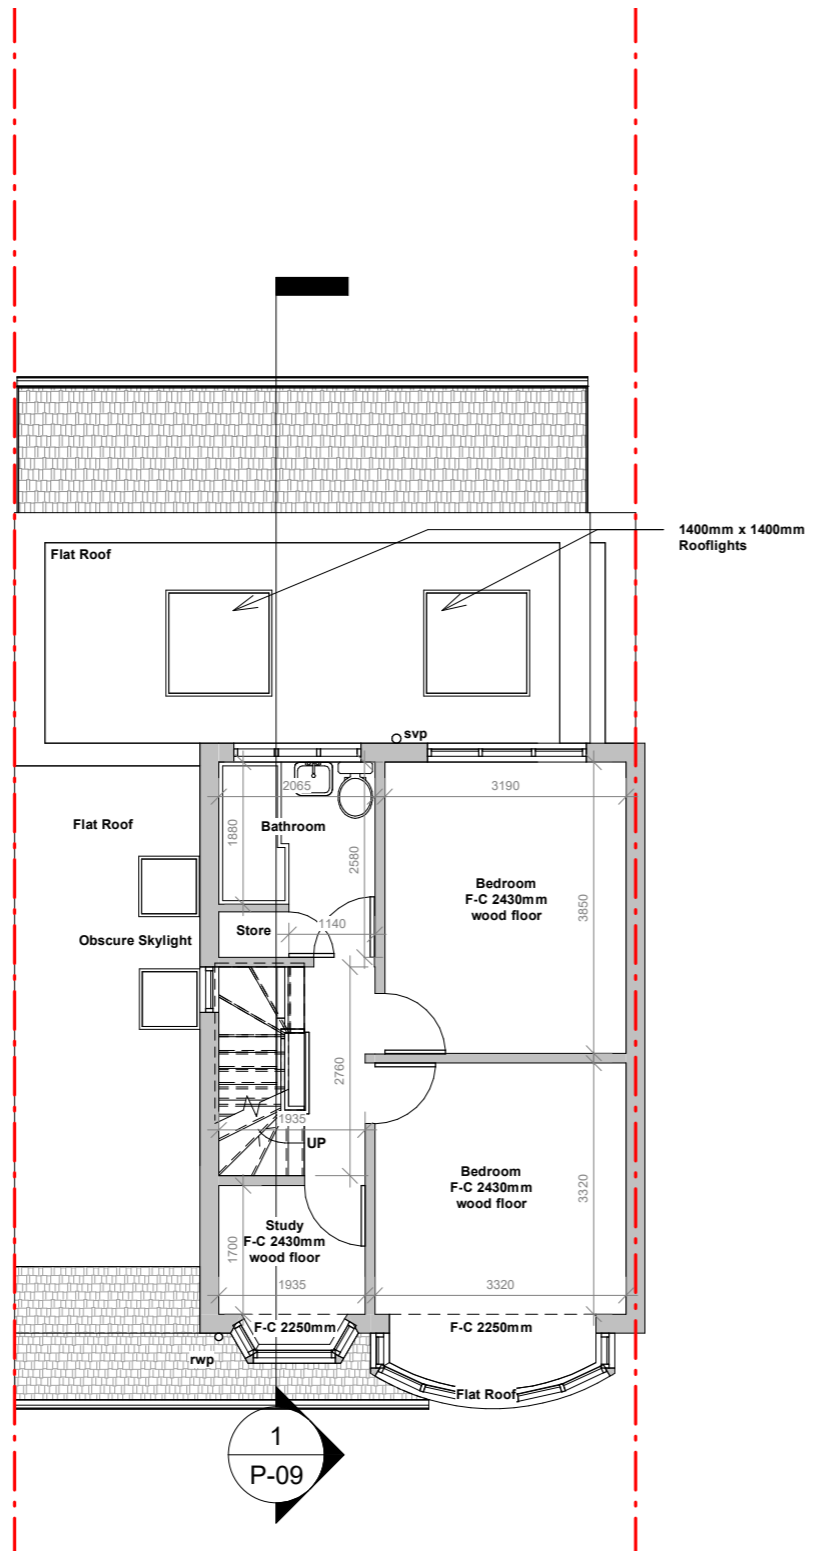 1400mm x 1400mm
Rooflights
Flat Roof
svp
2065
3190
Flat Roof
1880
Bathroom
2580
Bedroom
F-C 2430mm
wood floor
3850
Store
1140
Obscure Skylight
2760
1935
UP
Bedroom
F-C 2430mm
wood floor
3320
Study
F-C 2430mm
wood floor
1700
1935
3320
F-C 2250mm
F-C 2250mm
rwp
Flat Roof
1
P-09